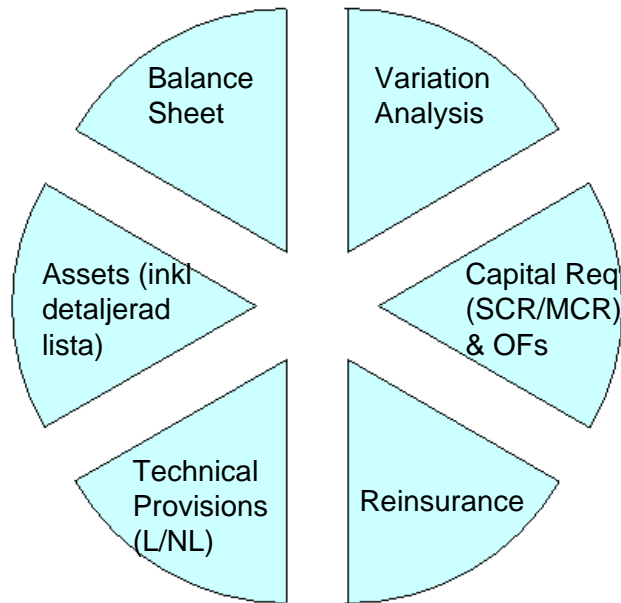 Balance
Sheet
Variation
Analysis
Assets (inkl
detaljerad
lista)
Capital Req
(SCR/MCR)
& OFs
Technical
Provisions
(L/NL)
Reinsurance